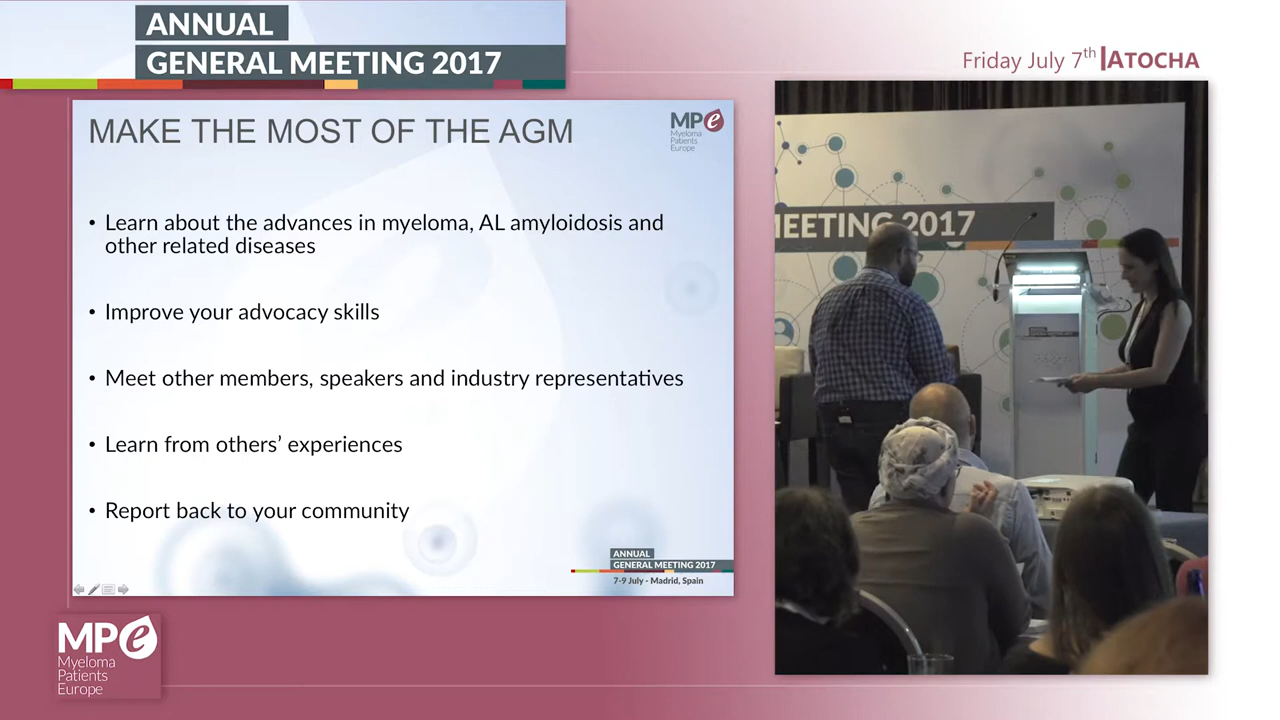 ANNUAL
GENERAL MEETING 2017
Friday July 7th ATOCHA
MAKE THE MOST OF THE AGM
MPe
Myeloma
Patients
Europe
• Learn about the advances in myeloma, AL amyloidosis and
other related diseases
• Improve your advocacy skills
• Meet other members, speakers and industry representatives
• Learn from others’ experiences
• Report back to your community
ANNUAL
GENERAL MEETING 2017
7-9 July - Madrid, Spain
MEETING 2017
MPe
Myeloma
Patients
Europe